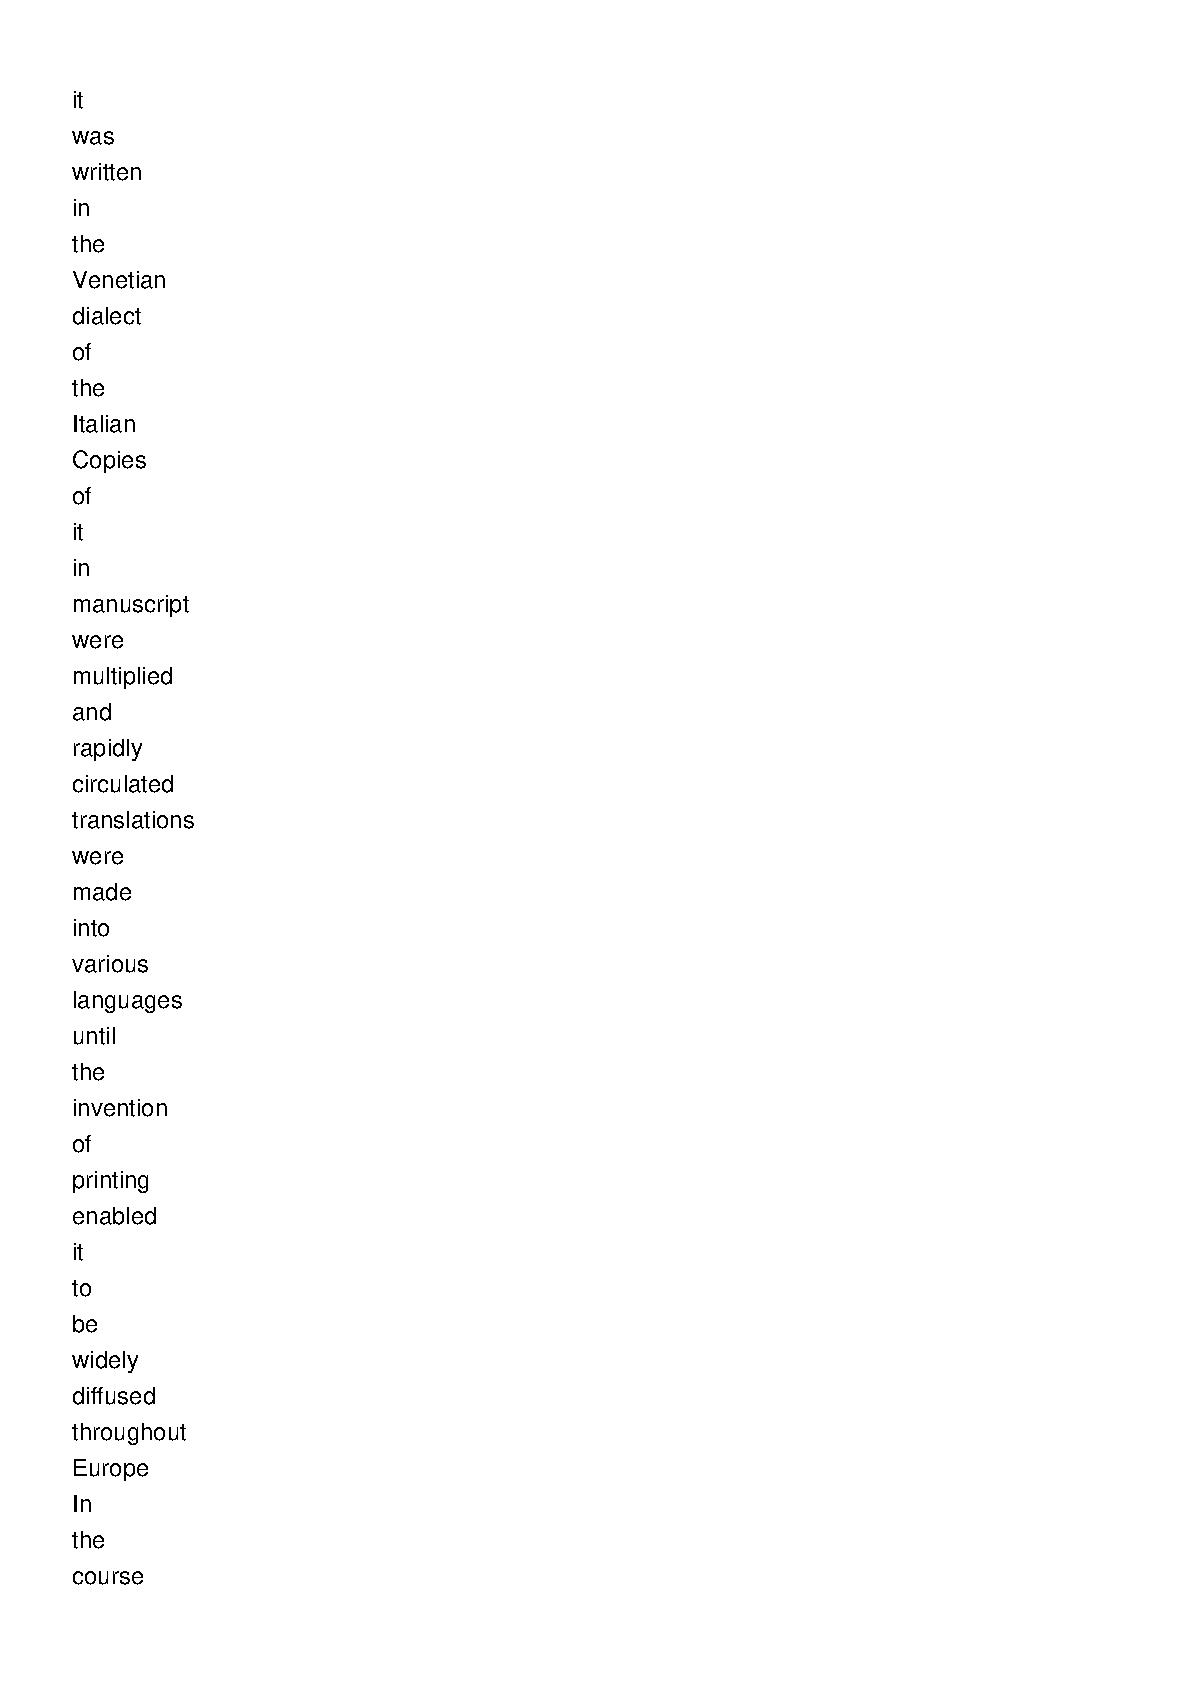 it
was
written
in
the
Venetian
dialect
of
the
Italian
Copies
of
it
in
manuscript
were
multiplied
and
rapidly
circulated
translations
were
made
into
various
languages
until
the
invention
of
printing
enabled
it
to
be
widely
diffused
throughout
Europe
In
the
course